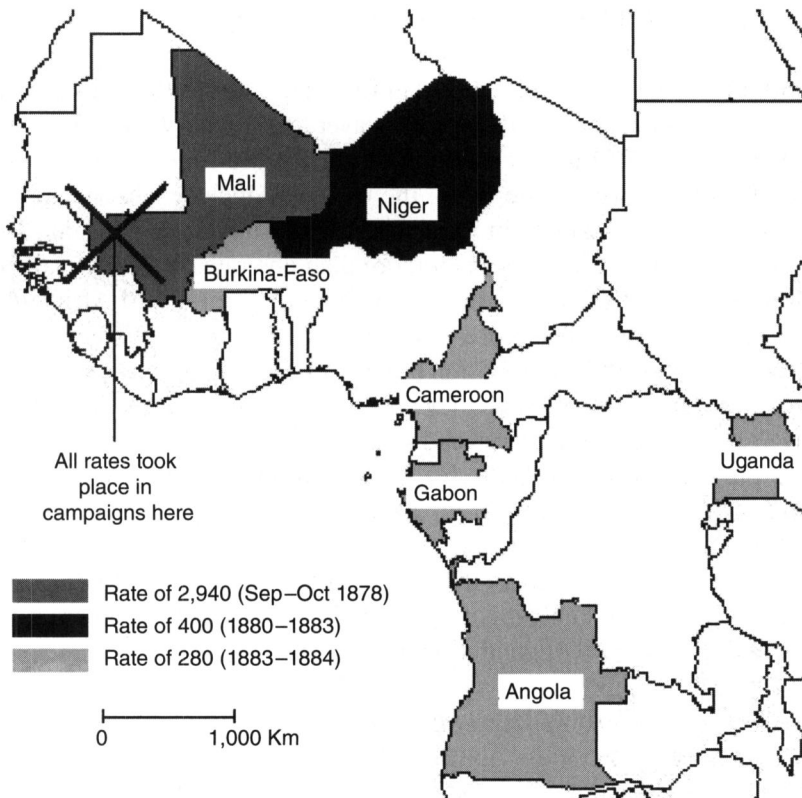 Mali
Niger
Burkina-Faso
Cameroon
All rates took
place in
campaigns here
Uganda
Gabon
Rate of 2,940 (Sep–Oct 1878)
Rate of 400 (1880–1883)
Rate of 280 (1883–1884)
Angola
0 1,000 Km